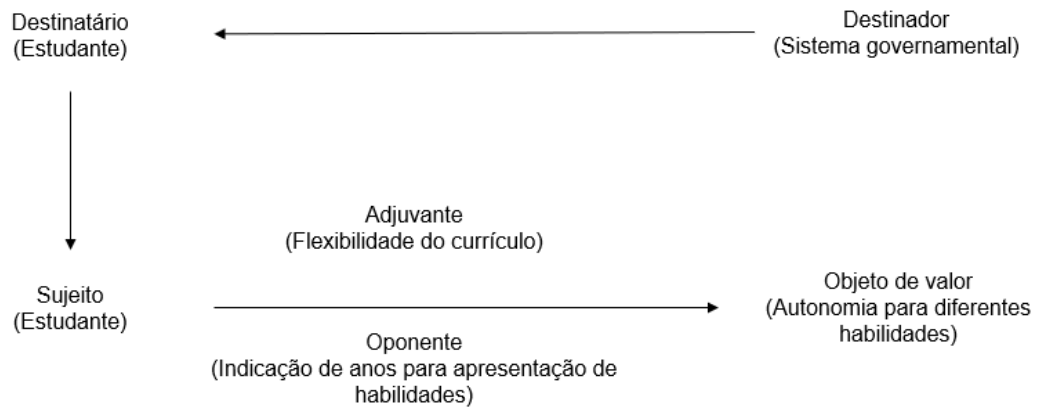 Destinatário
(Estudante)
Destinador
(Sistema governamental)
Adjuvante
(Flexibilidade do currículo)
Sujeito
(Estudante)
Objeto de valor
(Autonomia para diferentes
habilidades)
Oponente
(Indicação de anos para apresentação de
habilidades)